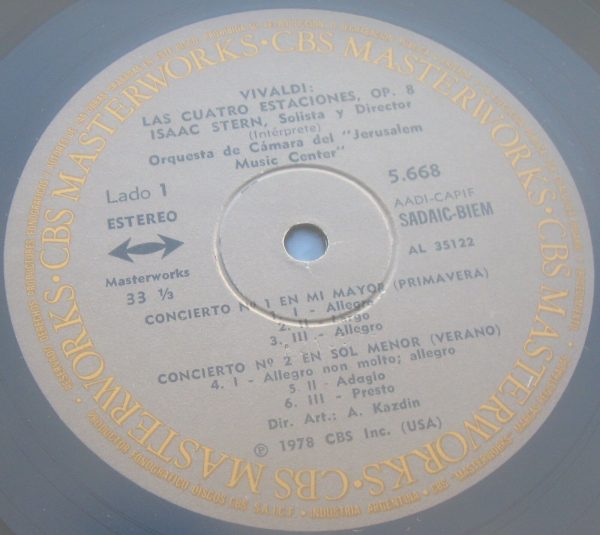 VIVALDI:
LAS CUATRO ESTACIONES, OP. 8
ISAAC STERN, Solista y Director
(Intérprete)
Orquesta de Cámara del "Jerusalem
Music Center"
Lado 1
ESTEREO
Masterworks
33 ⅓
5.668
AADI-CAPIF
SADAIC-BIEM
AL 35122
CONCIERTO Nº 1 EN MI MAYOR (PRIMAVERA)
1. I - Allegro
2. II - Largo
3. III - Allegro
CONCIERTO Nº 2 EN SOL MENOR (VERANO)
4. I - Allegro non molto; allegro
5 II - Adagio
6. III - Presto
Dir. Art.: A. Kazdin
℗ 1978 CBS Inc. (USA)
CBS MASTERWORKS · CBS MASTERWORKS · CBS MASTERWORKS · CBS MASTERWORKS ·
INDUSTRIA ARGENTINA - CBS "MASTERWORKS"